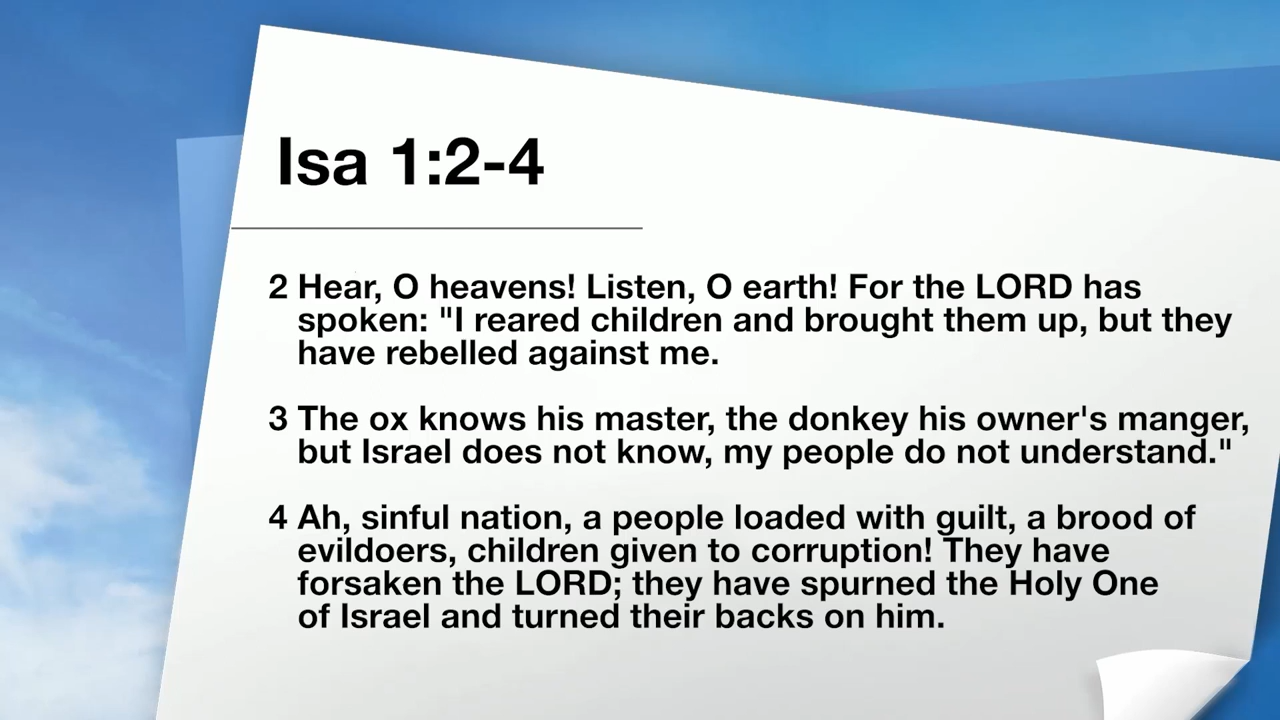 Isa 1:2-4
2 Hear, O heavens! Listen, O earth! For the LORD has
spoken: "I reared children and brought them up, but they
have rebelled against me.
3 The ox knows his master, the donkey his owner's manger,
but Israel does not know, my people do not understand."
4 Ah, sinful nation, a people loaded with guilt, a brood of
evildoers, children given to corruption! They have
forsaken the LORD; they have spurned the Holy One
of Israel and turned their backs on him.